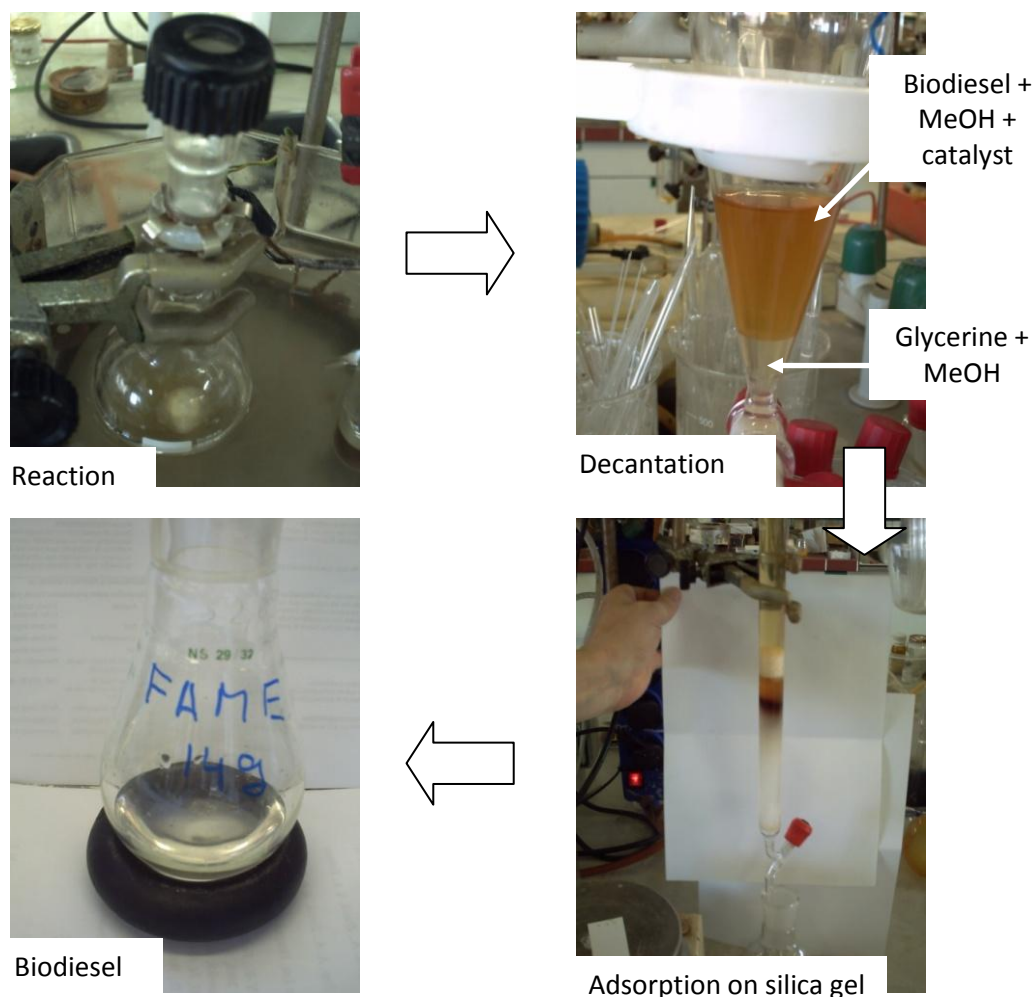 Reaction
Biodiesel +
MeOH +
catalyst
Glycerine +
MeOH
Decantation
NS 29 32
FAME
14g
Biodiesel
Adsorption on silica gel